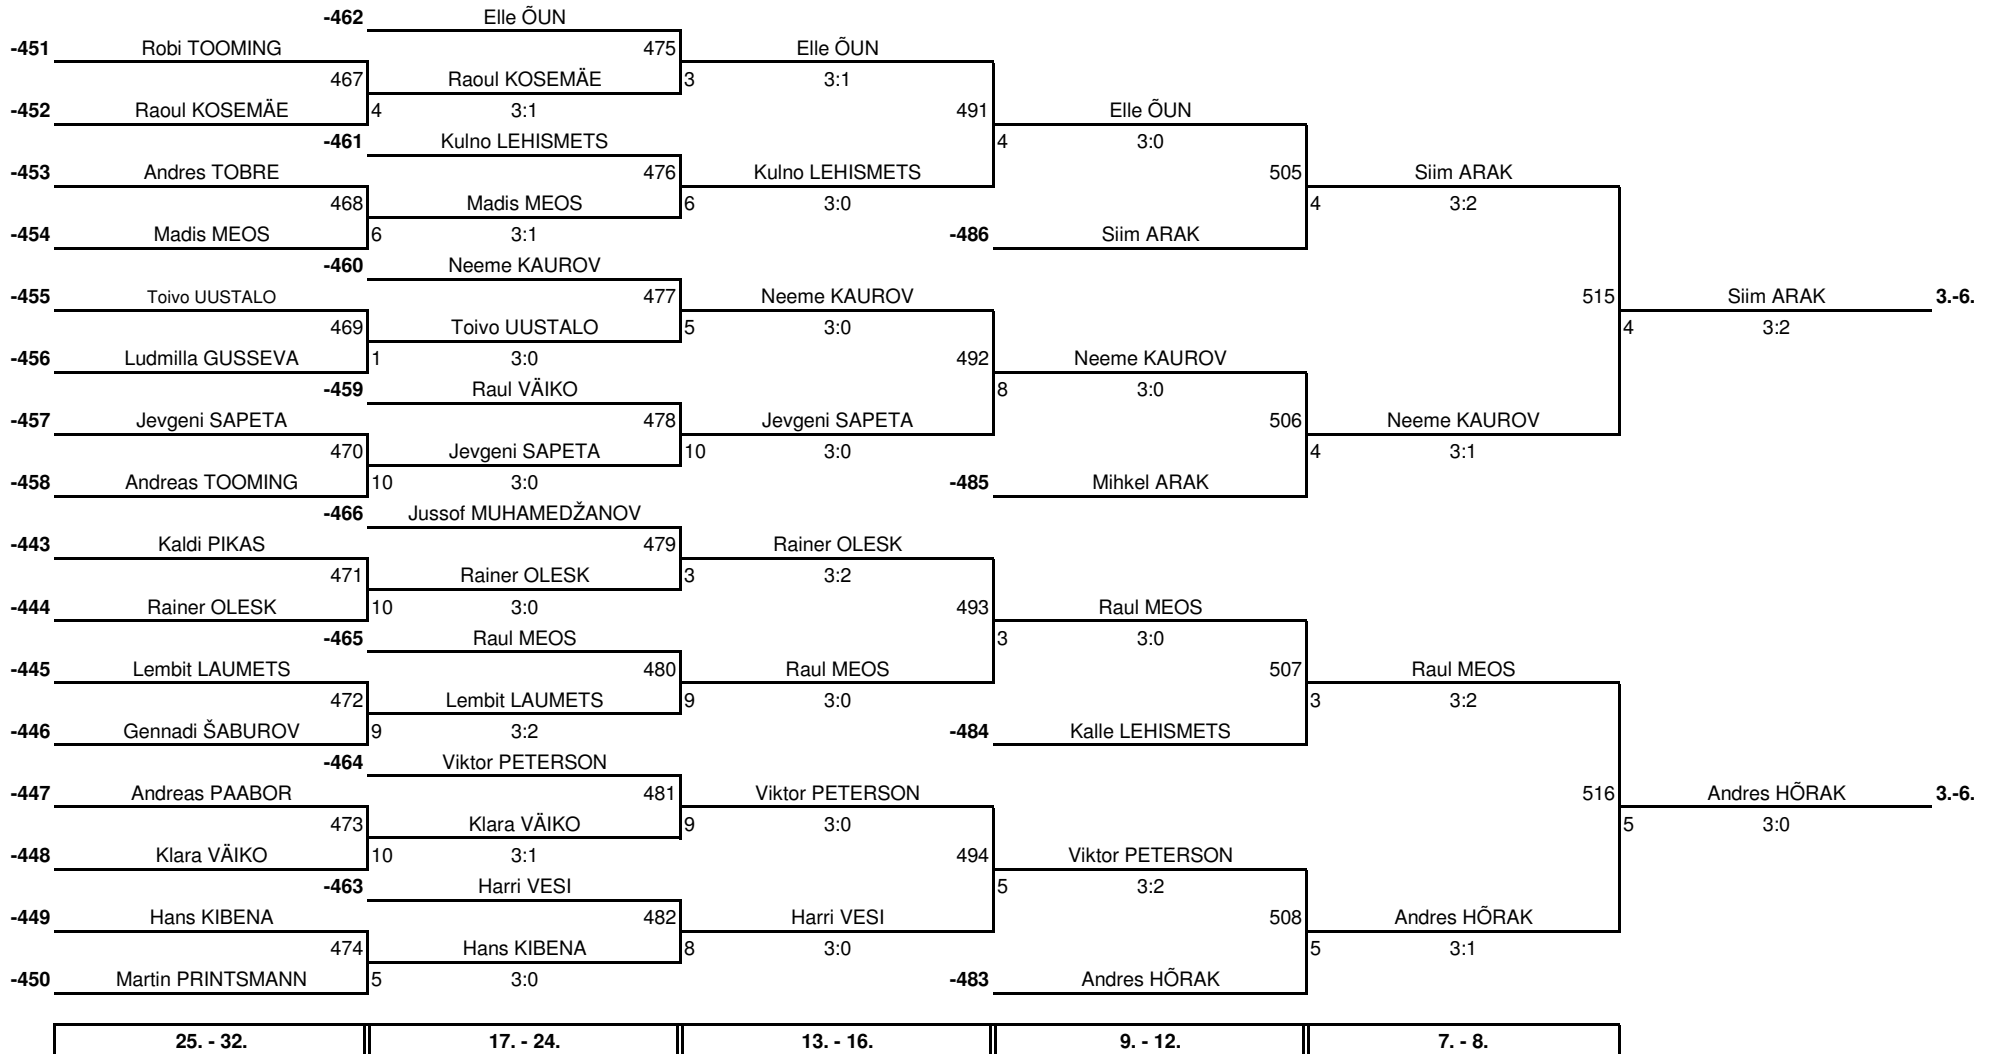 -462 Elle ÕUN
-451 Robi TOOMING 475 Elle ÕUN
467 Raoul KOSEMÄE 3 3:1
-452 Raoul KOSEMÄE 4 3:1 491 Elle ÕUN
-461 Kulno LEHISMETS 4 3:0
-453 Andres TOBRE 476 Kulno LEHISMETS 505 Siim ARAK
468 Madis MEOS 6 3:0 4 3:2
-454 Madis MEOS 6 3:1 -486 Siim ARAK
-460 Neeme KAUROV
-455 Toivo UUSTALO 477 Neeme KAUROV 515 Siim ARAK 3.-6.
469 Toivo UUSTALO 5 3:0 4 3:2
-456 Ludmilla GUSSEVA 1 3:0 492 Neeme KAUROV
-459 Raul VÄIKO 8 3:0
-457 Jevgeni SAPETA 478 Jevgeni SAPETA 506 Neeme KAUROV
470 Jevgeni SAPETA 10 3:0 4 3:1
-458 Andreas TOOMING 10 3:0 -485 Mihkel ARAK
-466 Jussof MUHAMEDŽANOV
-443 Kaldi PIKAS 479 Rainer OLESK
471 Rainer OLESK 3 3:2
-444 Rainer OLESK 10 3:0 493 Raul MEOS
-465 Raul MEOS 3 3:0
-445 Lembit LAUMETS 480 Raul MEOS 507 Raul MEOS
472 Lembit LAUMETS 9 3:0 3 3:2
-446 Gennadi ŠABUROV 9 3:2 -484 Kalle LEHISMETS
-464 Viktor PETERSON
-447 Andreas PAABOR 481 Viktor PETERSON 516 Andres HÕRAK 3.-6.
473 Klara VÄIKO 9 3:0 5 3:0
-448 Klara VÄIKO 10 3:1 494 Viktor PETERSON
-463 Harri VESI 5 3:2
-449 Hans KIBENA 482 Harri VESI 508 Andres HÕRAK
474 Hans KIBENA 8 3:0 5 3:1
-450 Martin PRINTSMANN 5 3:0 -483 Andres HÕRAK
25. - 32. 17. - 24. 13. - 16. 9. - 12. 7. - 8.